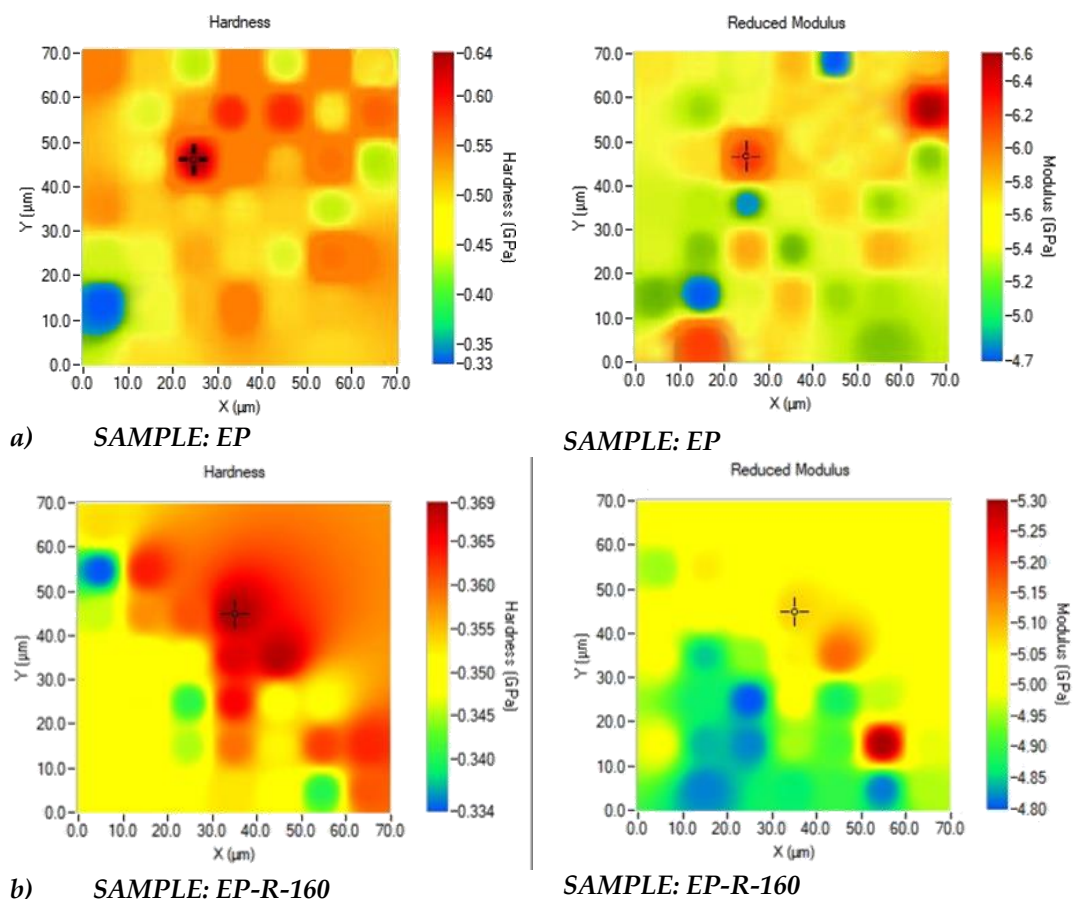 Hardness
70.0
60.0
50.0
40.0
30.0
20.0
10.0
0.0
Y (µm)
0.0 10.0 20.0 30.0 40.0 50.0 60.0 70.0
X (µm)
-0.64
-0.60
-0.55
-0.50
-0.45
-0.40
-0.35
-0.33
Hardness (GPa)
Reduced Modulus
70.0
60.0
50.0
40.0
30.0
20.0
10.0
0.0
Y (µm)
0.0 10.0 20.0 30.0 40.0 50.0 60.0 70.0
X (µm)
-6.6
-6.4
-6.2
-6.0
-5.8
-5.6
-5.4
-5.2
-5.0
-4.8
-4.7
Modulus (GPa)
a) SAMPLE: EP
SAMPLE: EP
Hardness
70.0
60.0
50.0
40.0
30.0
20.0
10.0
0.0
Y (µm)
0.0 10.0 20.0 30.0 40.0 50.0 60.0 70.0
X (µm)
-0.369
-0.365
-0.360
-0.355
-0.350
-0.345
-0.340
-0.334
Hardness (GPa)
Reduced Modulus
70.0
60.0
50.0
40.0
30.0
20.0
10.0
0.0
Y (µm)
0.0 10.0 20.0 30.0 40.0 50.0 60.0 70.0
X (µm)
-5.30
-5.25
-5.20
-5.15
-5.10
-5.05
-5.00
-4.95
-4.90
-4.85
-4.80
Modulus (GPa)
b) SAMPLE: EP-R-160
SAMPLE: EP-R-160